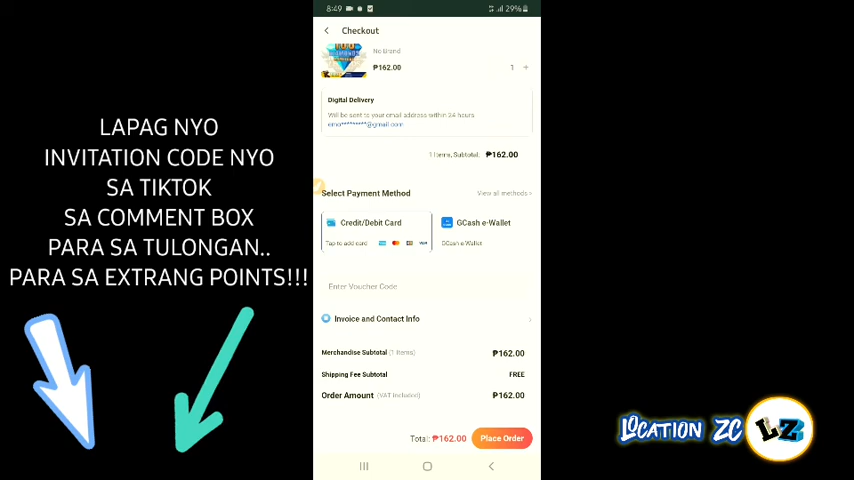 LAPAG NYO
INVITATION CODE NYO
SA TIKTOK
SA COMMENT BOX
PARA SA TULONGAN..
PARA SA EXTRANG POINTS!!!
8:49
29%
Checkout
No Brand
₱162.00
1 +
Digital Delivery
Will be sent to your email address within 24 hours
emo*********@gmail.com
1 Items, Subtotal: ₱162.00
Select Payment Method
View all methods >
Credit/Debit Card
Tap to add card
VISA
GCash e-Wallet
GCash e-Wallet
Enter Voucher Code
Invoice and Contact Info
Merchandise Subtotal (1 Items) ₱162.00
Shipping Fee Subtotal FREE
Order Amount (VAT Included) ₱162.00
Total: ₱162.00 Place Order
LOCATION ZC
LZ